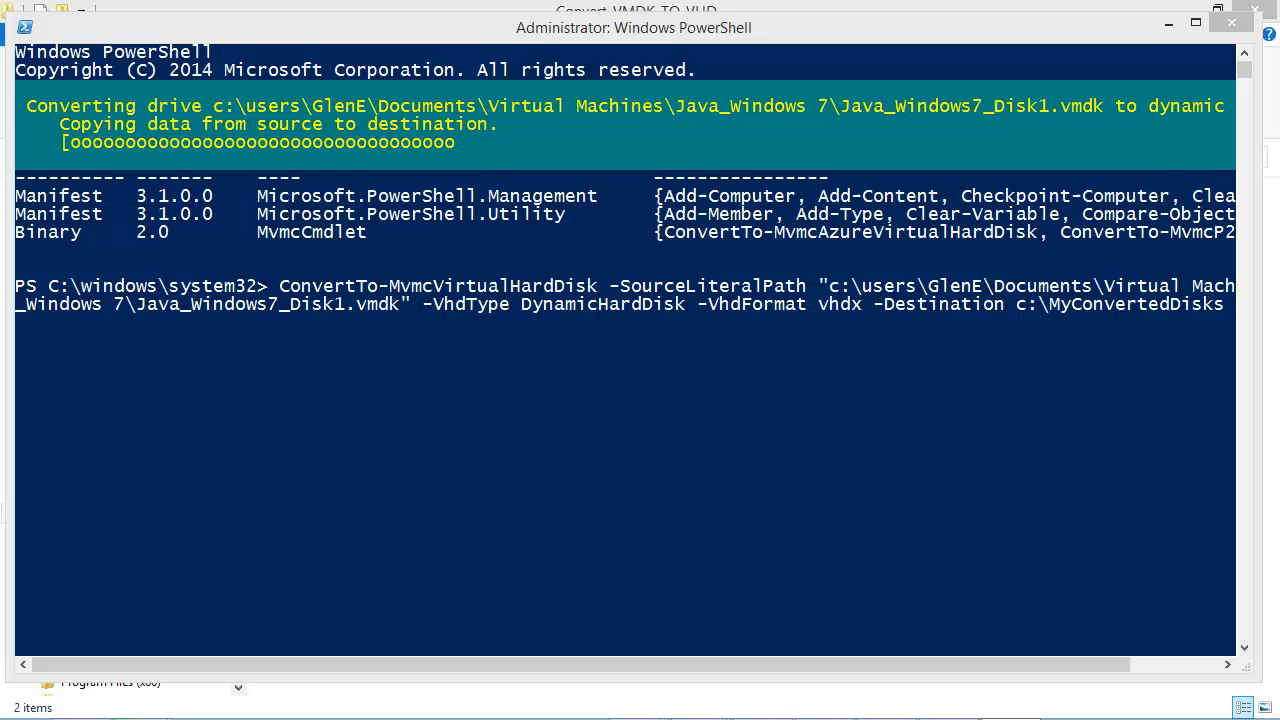 Convert_VMDK_TO_VHD
Administrator: Windows PowerShell
Windows PowerShell
Copyright (C) 2014 Microsoft Corporation. All rights reserved.
Converting drive c:\users\GlenE\Documents\Virtual Machines\Java_Windows 7\Java_Windows7_Disk1.vmdk to dynamic
Copying data from source to destination.
[ooooooooooooooooooooooooooooooooooo
---------- ------- ---- ----------------
Manifest 3.1.0.0 Microsoft.PowerShell.Management {Add-Computer, Add-Content, Checkpoint-Computer, Clea
Manifest 3.1.0.0 Microsoft.PowerShell.Utility {Add-Member, Add-Type, Clear-Variable, Compare-Object
Binary 2.0 MvmcCmdlet {ConvertTo-MvmcAzureVirtualHardDisk, ConvertTo-MvmcP2
PS C:\windows\system32> ConvertTo-MvmcVirtualHardDisk -SourceLiteralPath "c:\users\GlenE\Documents\Virtual Mach
_Windows 7\Java_Windows7_Disk1.vmdk" -VhdType DynamicHardDisk -VhdFormat vhdx -Destination c:\MyConvertedDisks
Program Files (x86)
2 items